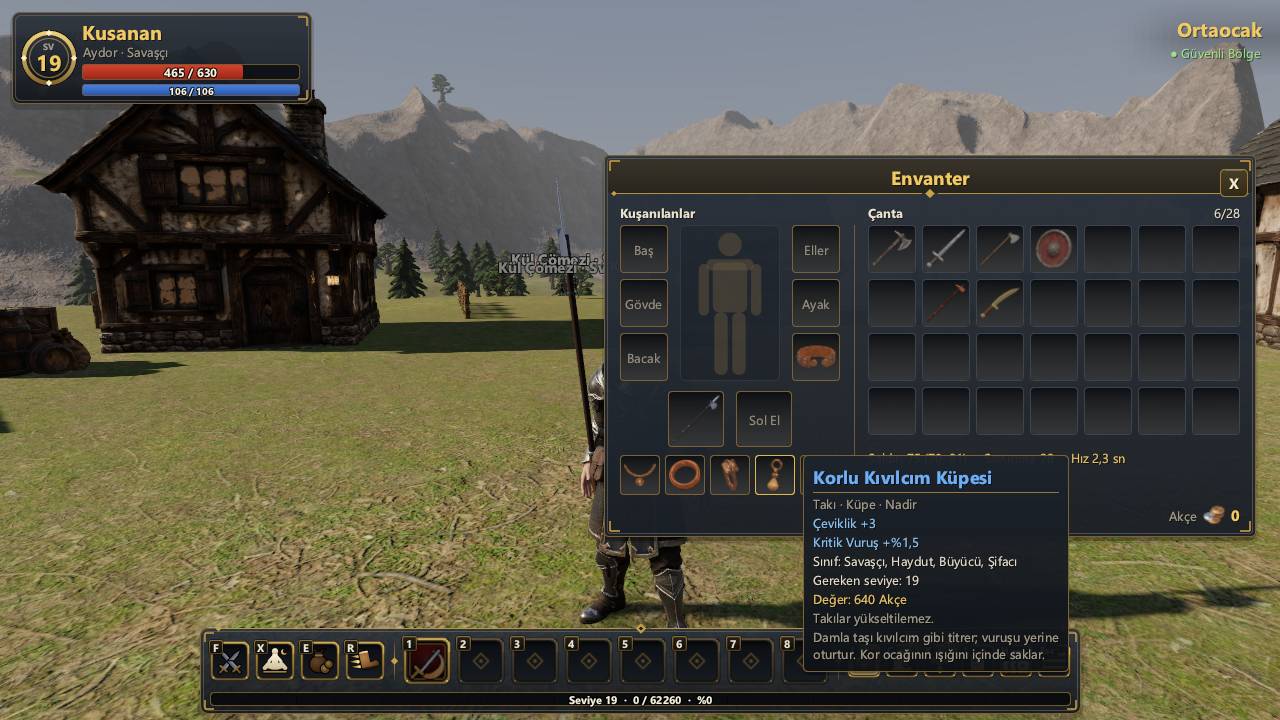 SV
19
Kusanan
Aydor · Savaşçı
465 / 630
106 / 106
Ortaocak
Güvenli Bölge
Envanter
X
Kuşanılanlar
Çanta
6/28
Baş
Eller
Gövde
Ayak
Bacak
Sol El
Kül Çömezi
Kül Çömezi
Hız 2,3 sn
Akçe
0
Korlu Kıvılcım Küpesi
Takı · Küpe · Nadir
Çeviklik +3
Kritik Vuruş +%1,5
Sınıf: Savaşçı, Haydut, Büyücü, Şifacı
Gereken seviye: 19
Değer: 640 Akçe
Takılar yükseltilemez.
Damla taşı kıvılcım gibi titrer; vuruşu yerine
oturtur. Kor ocağının ışığını içinde saklar.
F
X
E
R
1
2
3
4
5
6
7
8
Seviye 19 · 0 / 62260 · %0